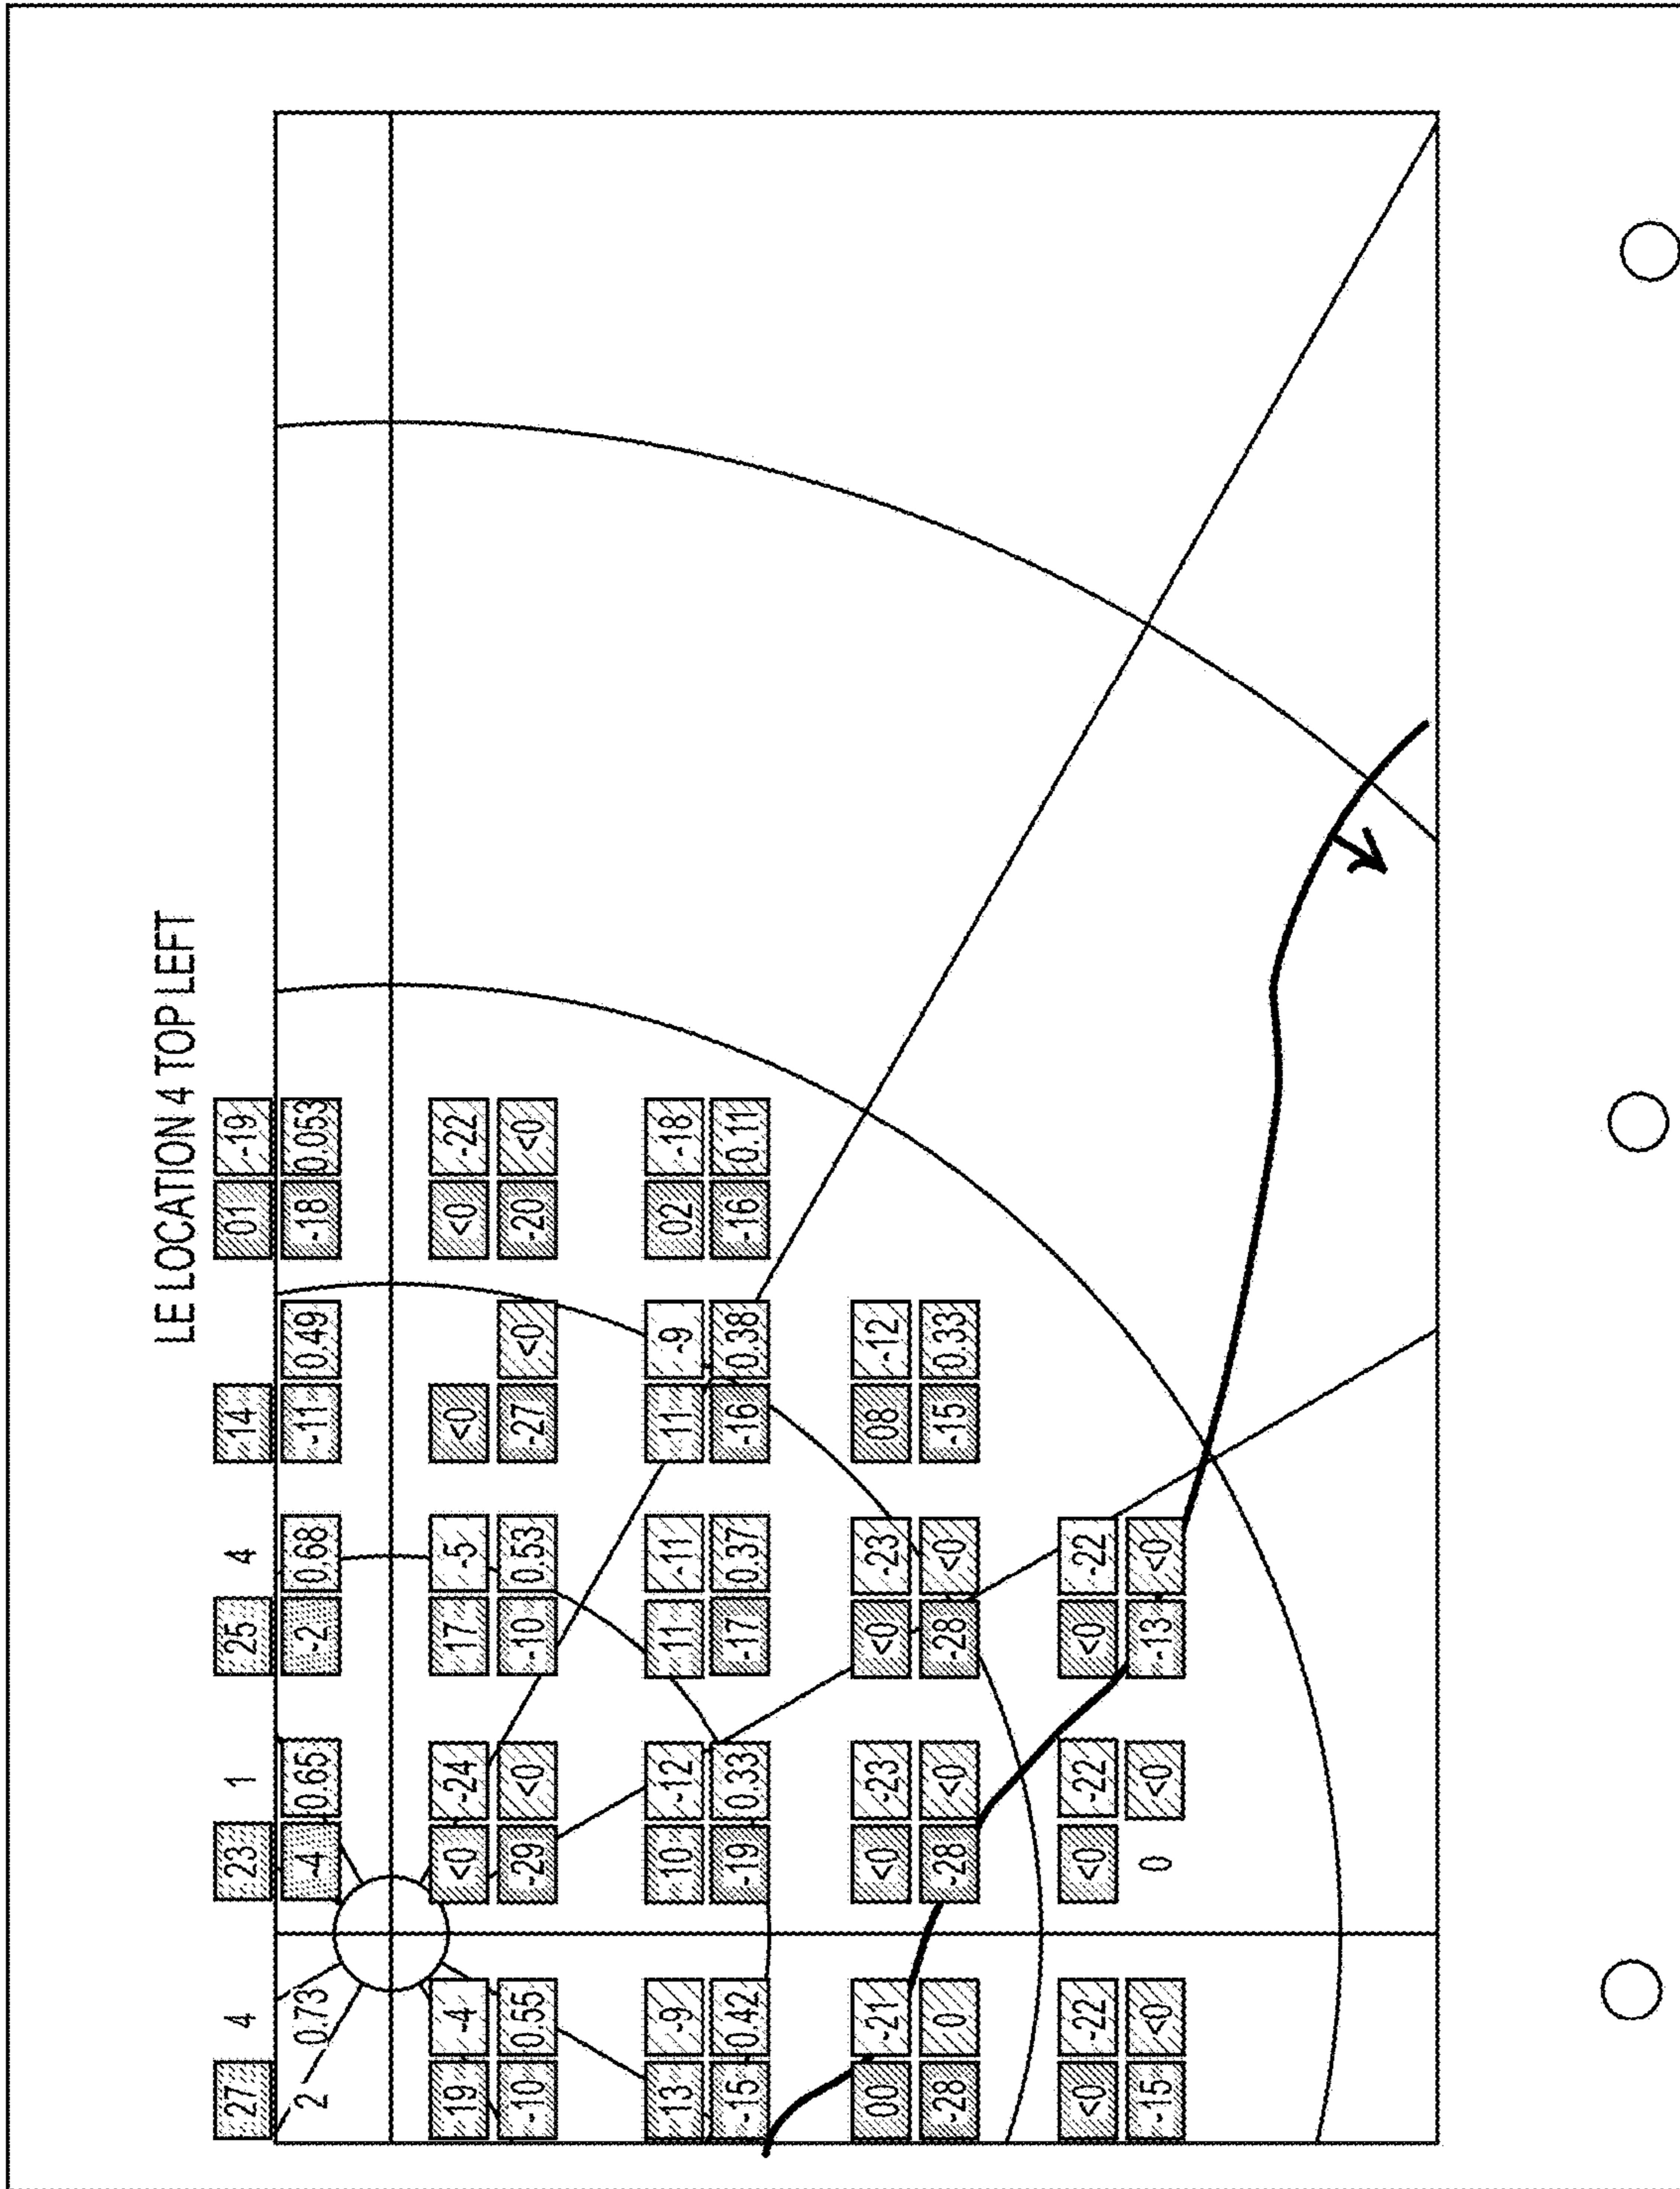 LE LOCATION 4 TOP LEFT
27 4 23 1 25 4 14 01 -19
2 0.73 -4 0.65 -2 0.68 -11 0.49 -18 0.053
19 -4 <0 -24 17 -5 <0 <0 -22
-10 0.55 -29 <0 -10 0.53 -27 <0 -20 <0
13 -9 10 -12 11 -11 11 -9 02 -18
-15 0.42 -19 0.33 -17 0.37 -16 0.38 -16 0.11
00 -21 <0 -23 <0 -23 08 -12
-28 0 -28 <0 -28 <0 -15 0.33
<0 -22 <0 -22 <0 -22
-15 <0 0 <0 -13 <0